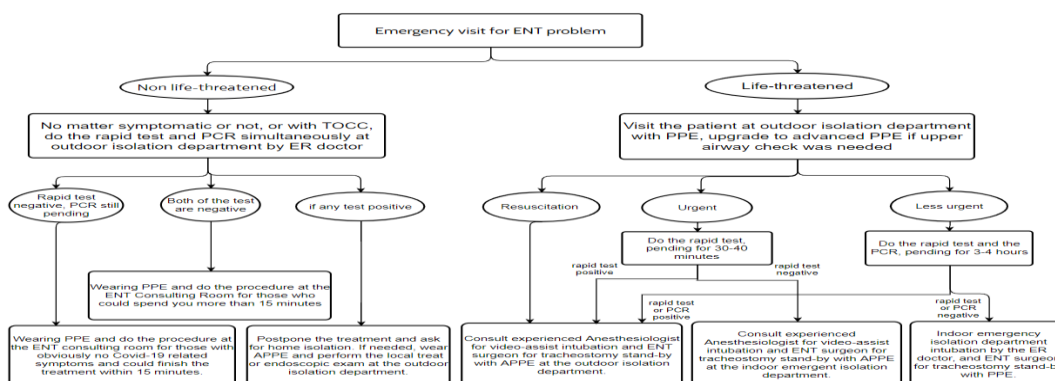 Emergency visit for ENT problem
Non life-threatened
Life-threatened
No matter symptomatic or not, or with TOCC,
do the rapid test and PCR simultaneously at
outdoor isolation department by ER doctor
Visit the patient at outdoor isolation department
with PPE, upgrade to advanced PPE if upper
airway check was needed
Rapid test
negative, PCR still
pending
Both of the test
are negative
if any test positive
Resuscitation
Urgent
Less urgent
Do the rapid test,
pending for 30-40
minutes
Do the rapid test and the
PCR, pending for 3-4 hours
rapid test
positive
rapid test
negative
Wearing PPE and do the procedure at
the ENT Consulting Room for those who
could spend you more than 15 minutes
rapid test
or PCR
positive
rapid test
or PCR
negative
Wearing PPE and do the procedure at
the ENT consulting room for those with
obviously no Covid-19 related
symptoms and could finish the
treatment within 15 minutes.
Postpone the treatment and ask
for home isolation. If needed, wear
APPE and perform the local treat
or endoscopic exam at the outdoor
isolation department.
Consult experienced Anesthesiologist
for video-assist intubation and ENT
surgeon for tracheostomy stand-by
with APPE at the outdoor isolation
department.
Consult experienced
Anesthesiologist for video-assist
intubation and ENT surgeon for
tracheostomy stand-by with APPE
at the indoor emergent isolation
department.
Indoor emergency
isolation department
intubation by the ER
doctor, and ENT surgeon
for tracheostomy stand-by
with PPE.